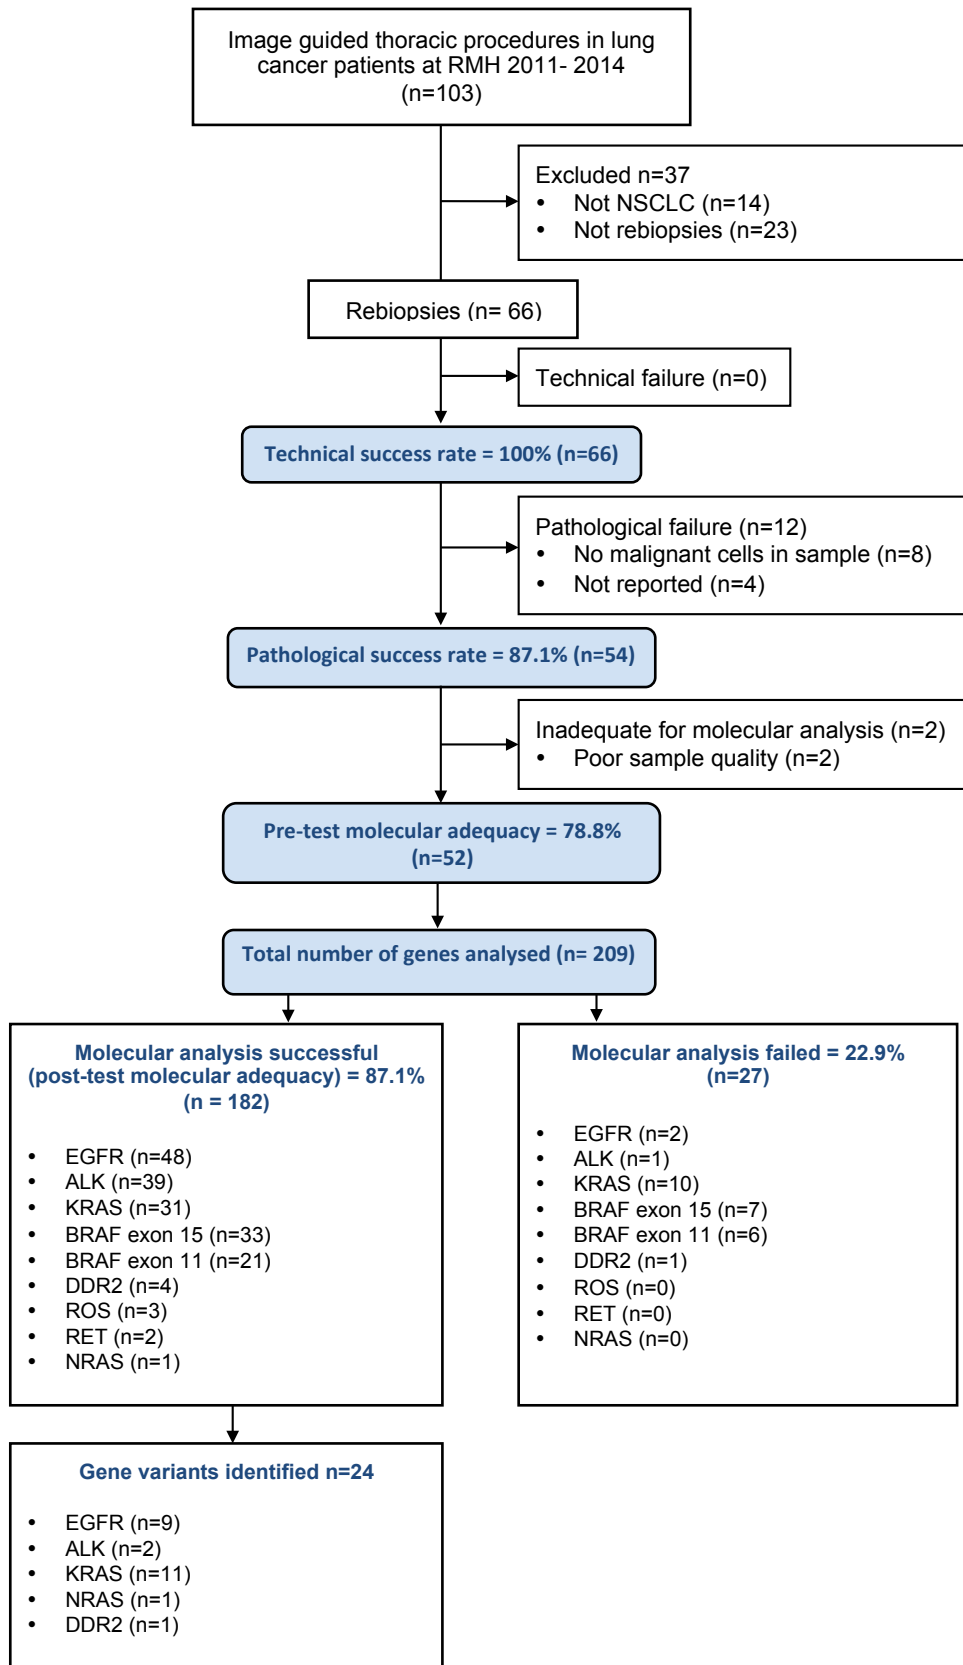 Image guided thoracic procedures in lung
cancer patients at RMH 2011- 2014
(n=103)
Excluded n=37
• Not NSCLC (n=14)
• Not rebiopsies (n=23)
Rebiopsies (n= 66)
Technical failure (n=0)
Technical success rate = 100% (n=66)
Pathological failure (n=12)
• No malignant cells in sample (n=8)
• Not reported (n=4)
Pathological success rate = 87.1% (n=54)
Inadequate for molecular analysis (n=2)
• Poor sample quality (n=2)
Pre-test molecular adequacy = 78.8%
(n=52)
Total number of genes analysed (n= 209)
Molecular analysis successful
(post-test molecular adequacy) = 87.1%
(n = 182)
• EGFR (n=48)
• ALK (n=39)
• KRAS (n=31)
• BRAF exon 15 (n=33)
• BRAF exon 11 (n=21)
• DDR2 (n=4)
• ROS (n=3)
• RET (n=2)
• NRAS (n=1)
Molecular analysis failed = 22.9%
(n=27)
• EGFR (n=2)
• ALK (n=1)
• KRAS (n=10)
• BRAF exon 15 (n=7)
• BRAF exon 11 (n=6)
• DDR2 (n=1)
• ROS (n=0)
• RET (n=0)
• NRAS (n=0)
Gene variants identified n=24
• EGFR (n=9)
• ALK (n=2)
• KRAS (n=11)
• NRAS (n=1)
• DDR2 (n=1)